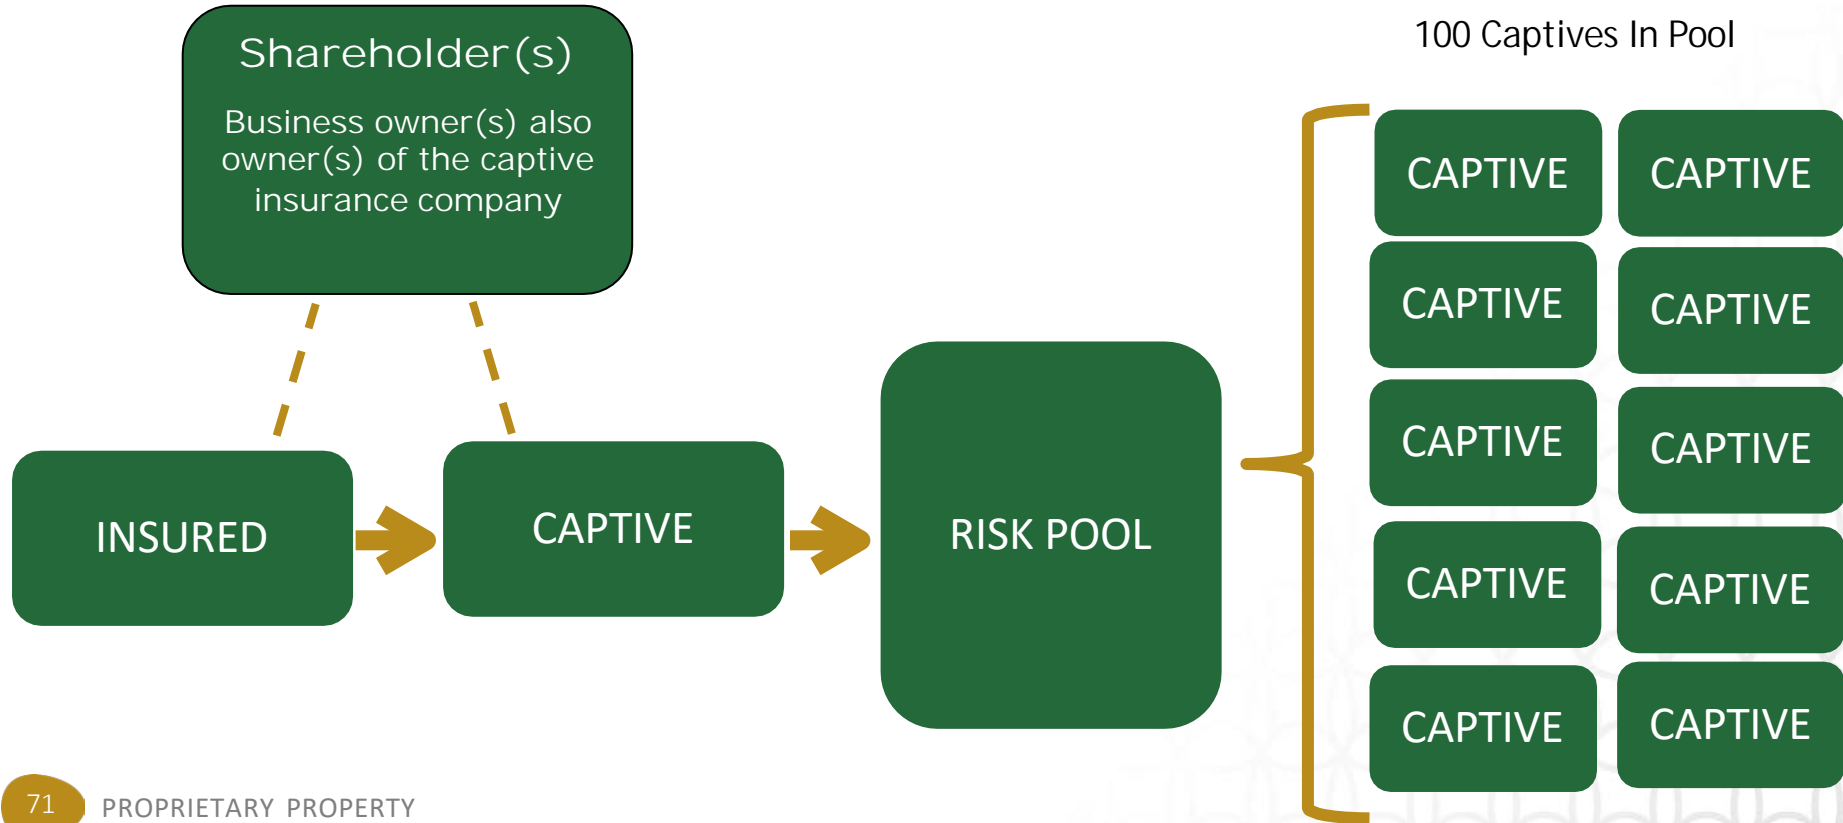 Shareholder(s)
Business owner(s) also
owner(s) of the captive
insurance company
INSURED
CAPTIVE
RISK POOL
100 Captives In Pool
CAPTIVE
CAPTIVE
CAPTIVE
CAPTIVE
CAPTIVE
CAPTIVE
CAPTIVE
CAPTIVE
CAPTIVE
CAPTIVE
71
PROPRIETARY PROPERTY